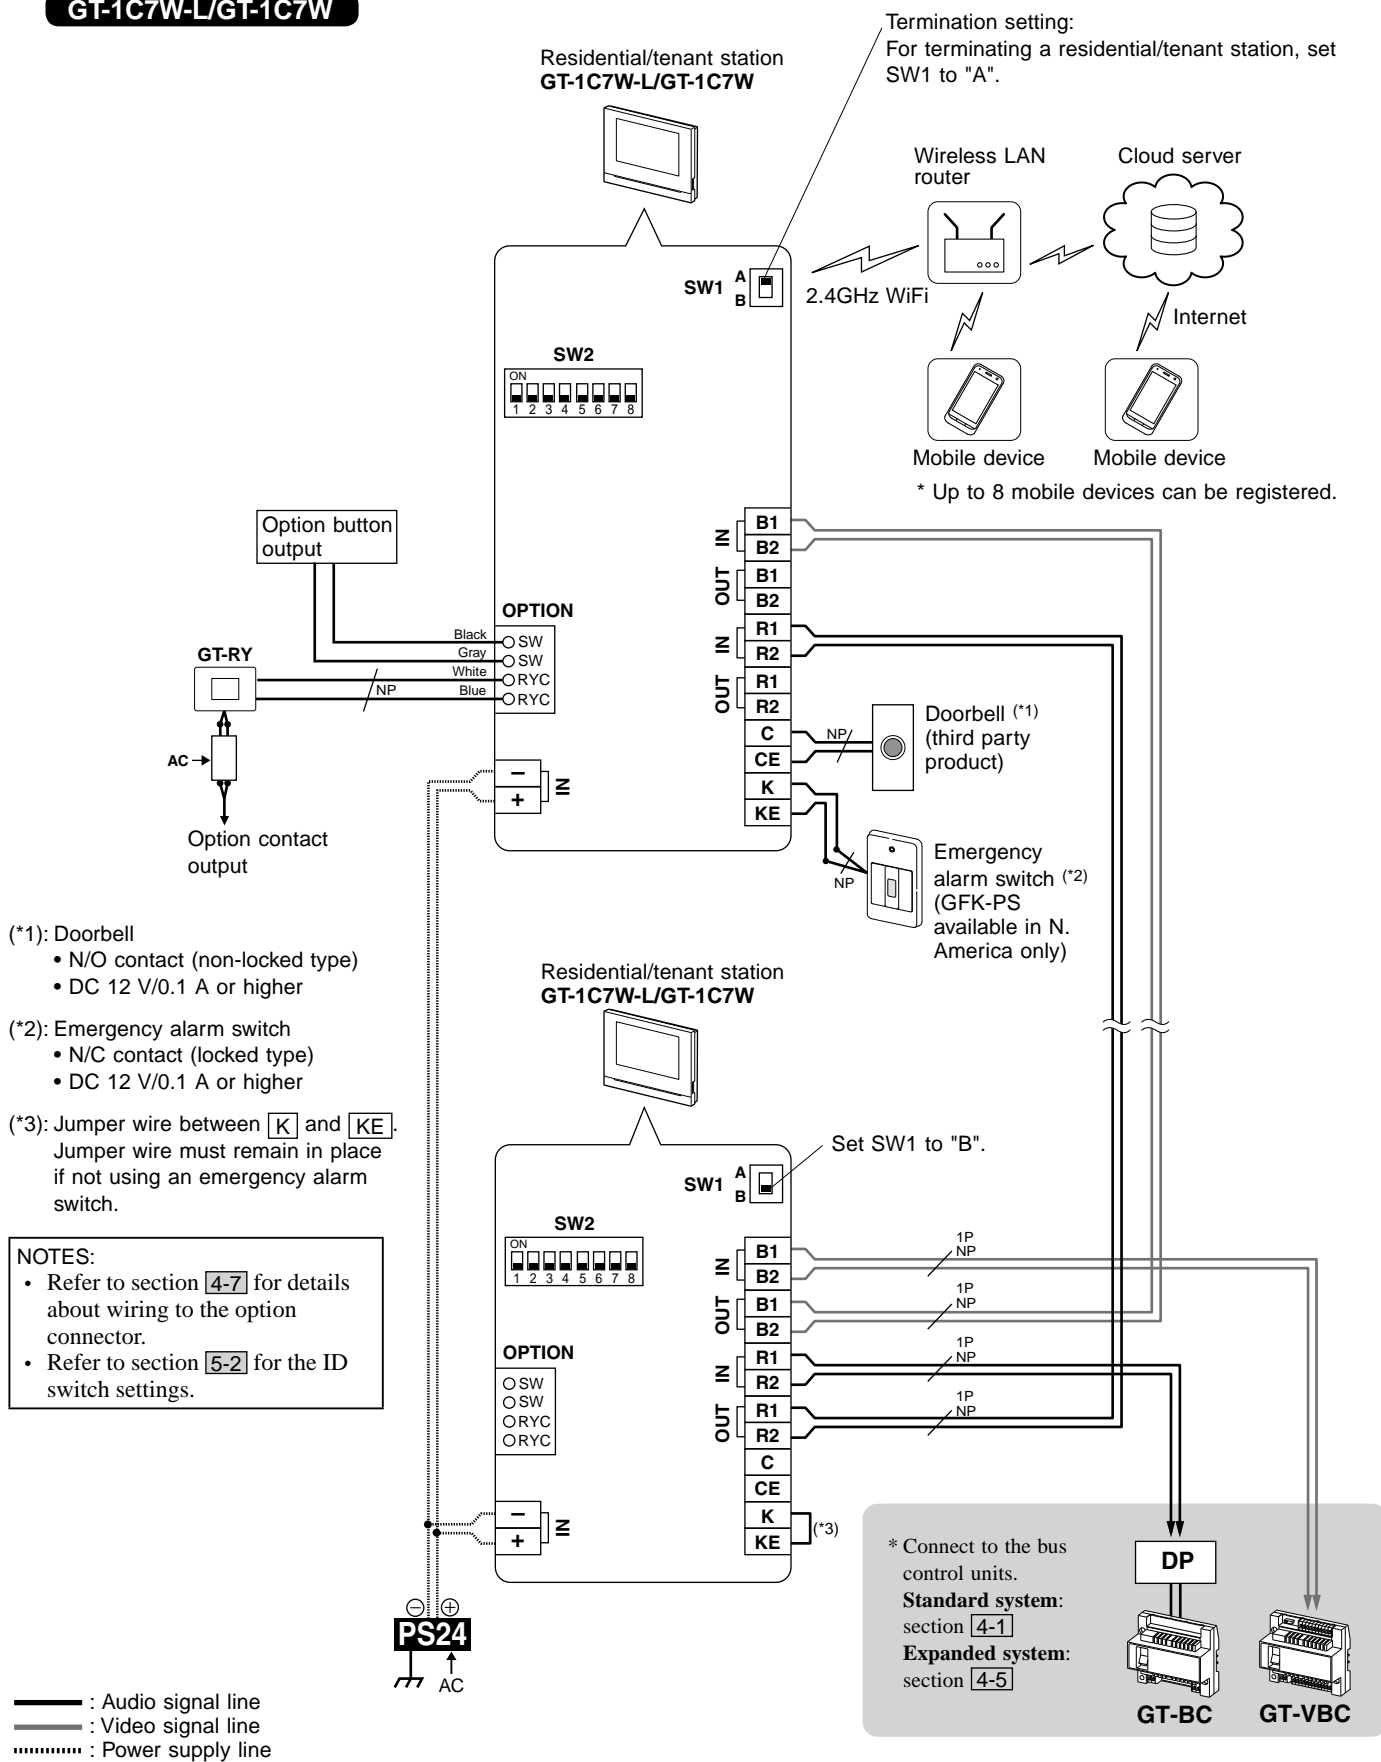 GT-1C7W-L/GT-1C7W
Termination setting:
For terminating a residential/tenant station, set
SW1 to "A".
Residential/tenant station
GT-1C7W-L/GT-1C7W
Wireless LAN
router
Cloud server
SW1
A
B
2.4GHz WiFi
Internet
SW2
ON
1 2 3 4 5 6 7 8
Mobile device
Mobile device
* Up to 8 mobile devices can be registered.
Option button
output
IN
B1
B2
OUT
B1
B2
IN
R1
R2
OUT
R1
R2
C
CE
K
KE
OPTION
Black
SW
Gray
SW
White
RYC
Blue
RYC
NP
GT-RY
AC
Option contact
output
–
+
IN
NP
Doorbell (*1)
(third party
product)
NP
Emergency
alarm switch (*2)
(GFK-PS
available in N.
America only)
(*1): Doorbell
• N/O contact (non-locked type)
• DC 12 V/0.1 A or higher
(*2): Emergency alarm switch
• N/C contact (locked type)
• DC 12 V/0.1 A or higher
(*3): Jumper wire between K and KE.
Jumper wire must remain in place
if not using an emergency alarm
switch.
NOTES:
• Refer to section 4-7 for details
about wiring to the option
connector.
• Refer to section 5-2 for the ID
switch settings.
Residential/tenant station
GT-1C7W-L/GT-1C7W
SW1
A
B
Set SW1 to "B".
SW2
ON
1 2 3 4 5 6 7 8
IN
B1
B2
1P
NP
OUT
B1
B2
1P
NP
IN
R1
R2
1P
NP
OUT
R1
R2
1P
NP
C
CE
K
KE
(*3)
OPTION
SW
SW
RYC
RYC
–
+
IN
− +
PS24
AC
* Connect to the bus
control units.
Standard system:
section 4-1
Expanded system:
section 4-5
DP
GT-BC
GT-VBC
: Audio signal line
: Video signal line
: Power supply line